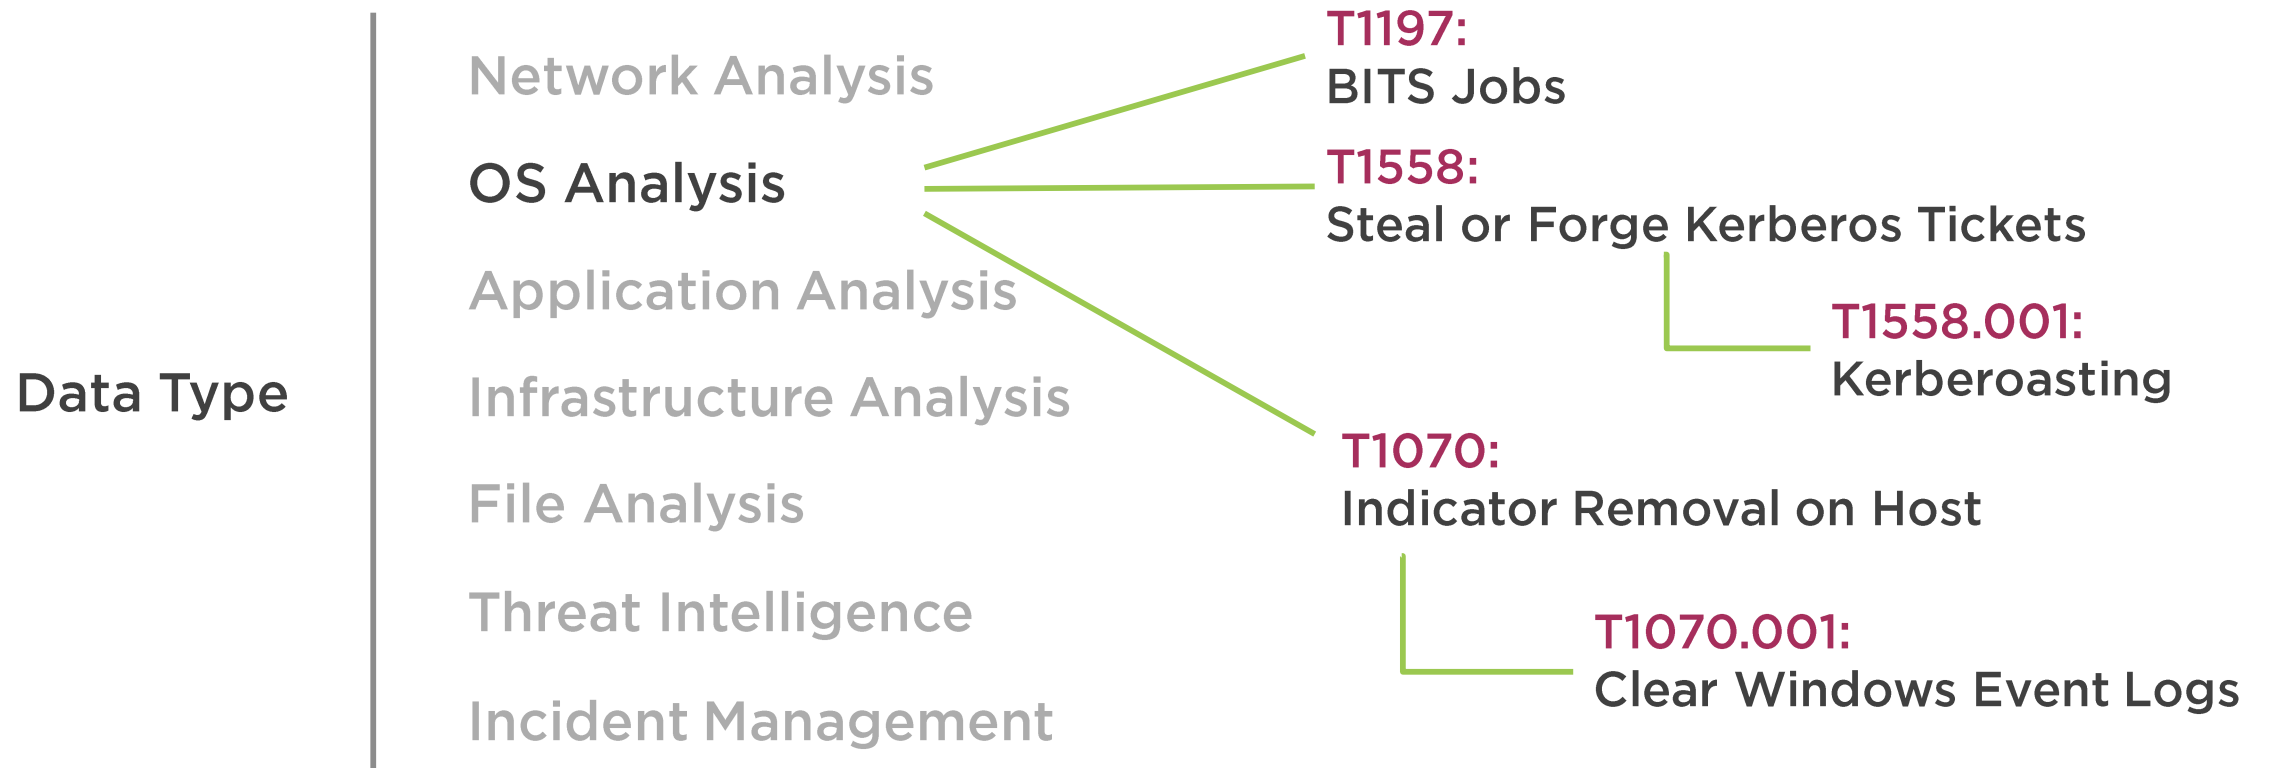 Data Type
Network Analysis
OS Analysis
Application Analysis
Infrastructure Analysis
File Analysis
Threat Intelligence
Incident Management
T1197:
BITS Jobs
T1558:
Steal or Forge Kerberos Tickets
T1558.001:
Kerberoasting
T1070:
Indicator Removal on Host
T1070.001:
Clear Windows Event Logs